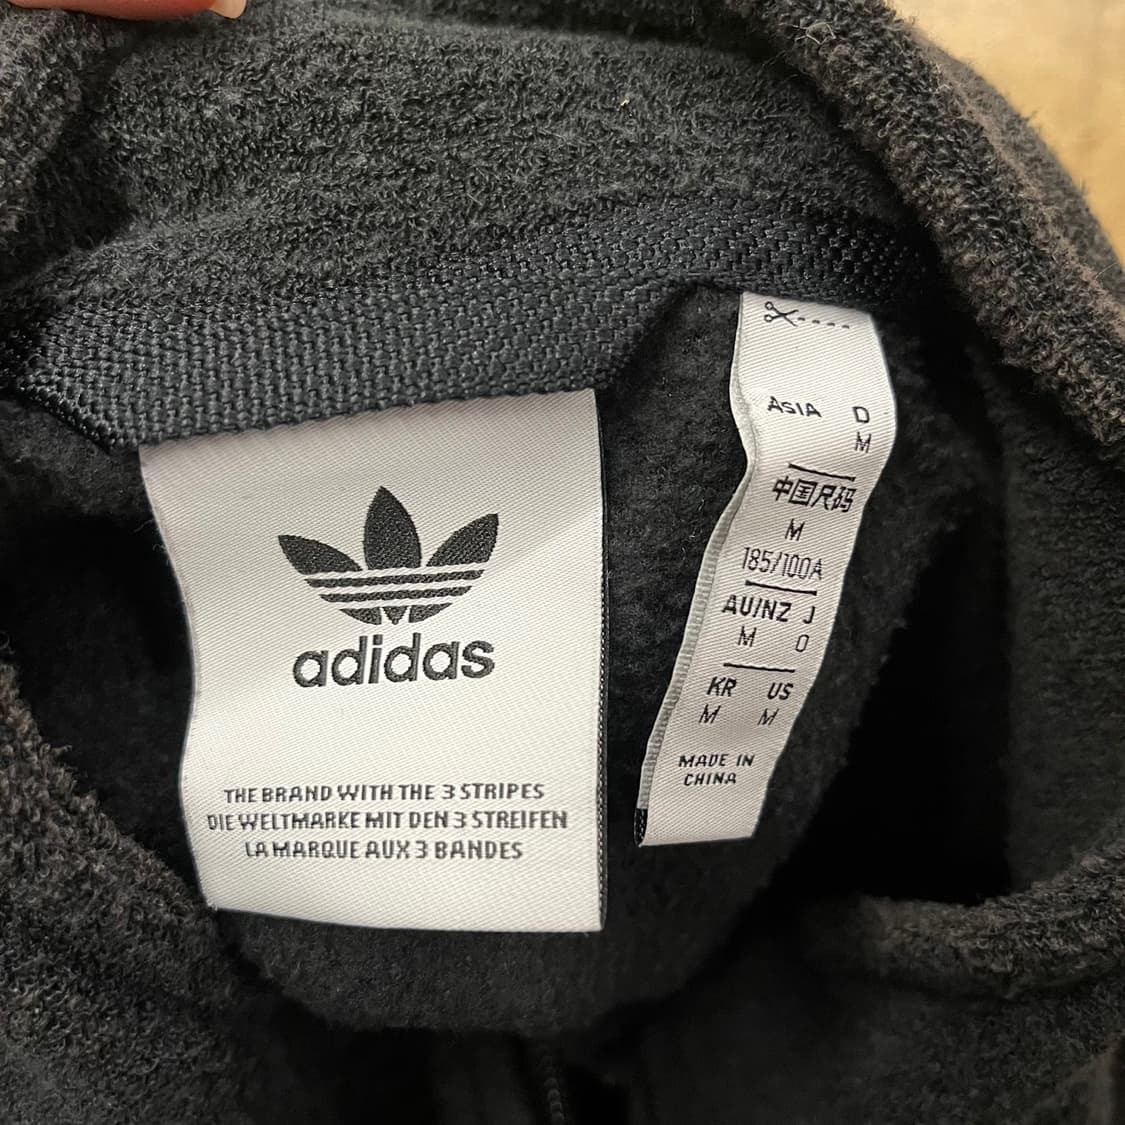 adidas
THE BRAND WITH THE 3 STRIPES
DIE WELTMARKE MIT DEN 3 STREIFEN
LA MARQUE AUX 3 BANDES
ASIA D
M
中国尺码
M
185/100A
AU/NZ J
M O
KR US
M M
MADE IN
CHINA